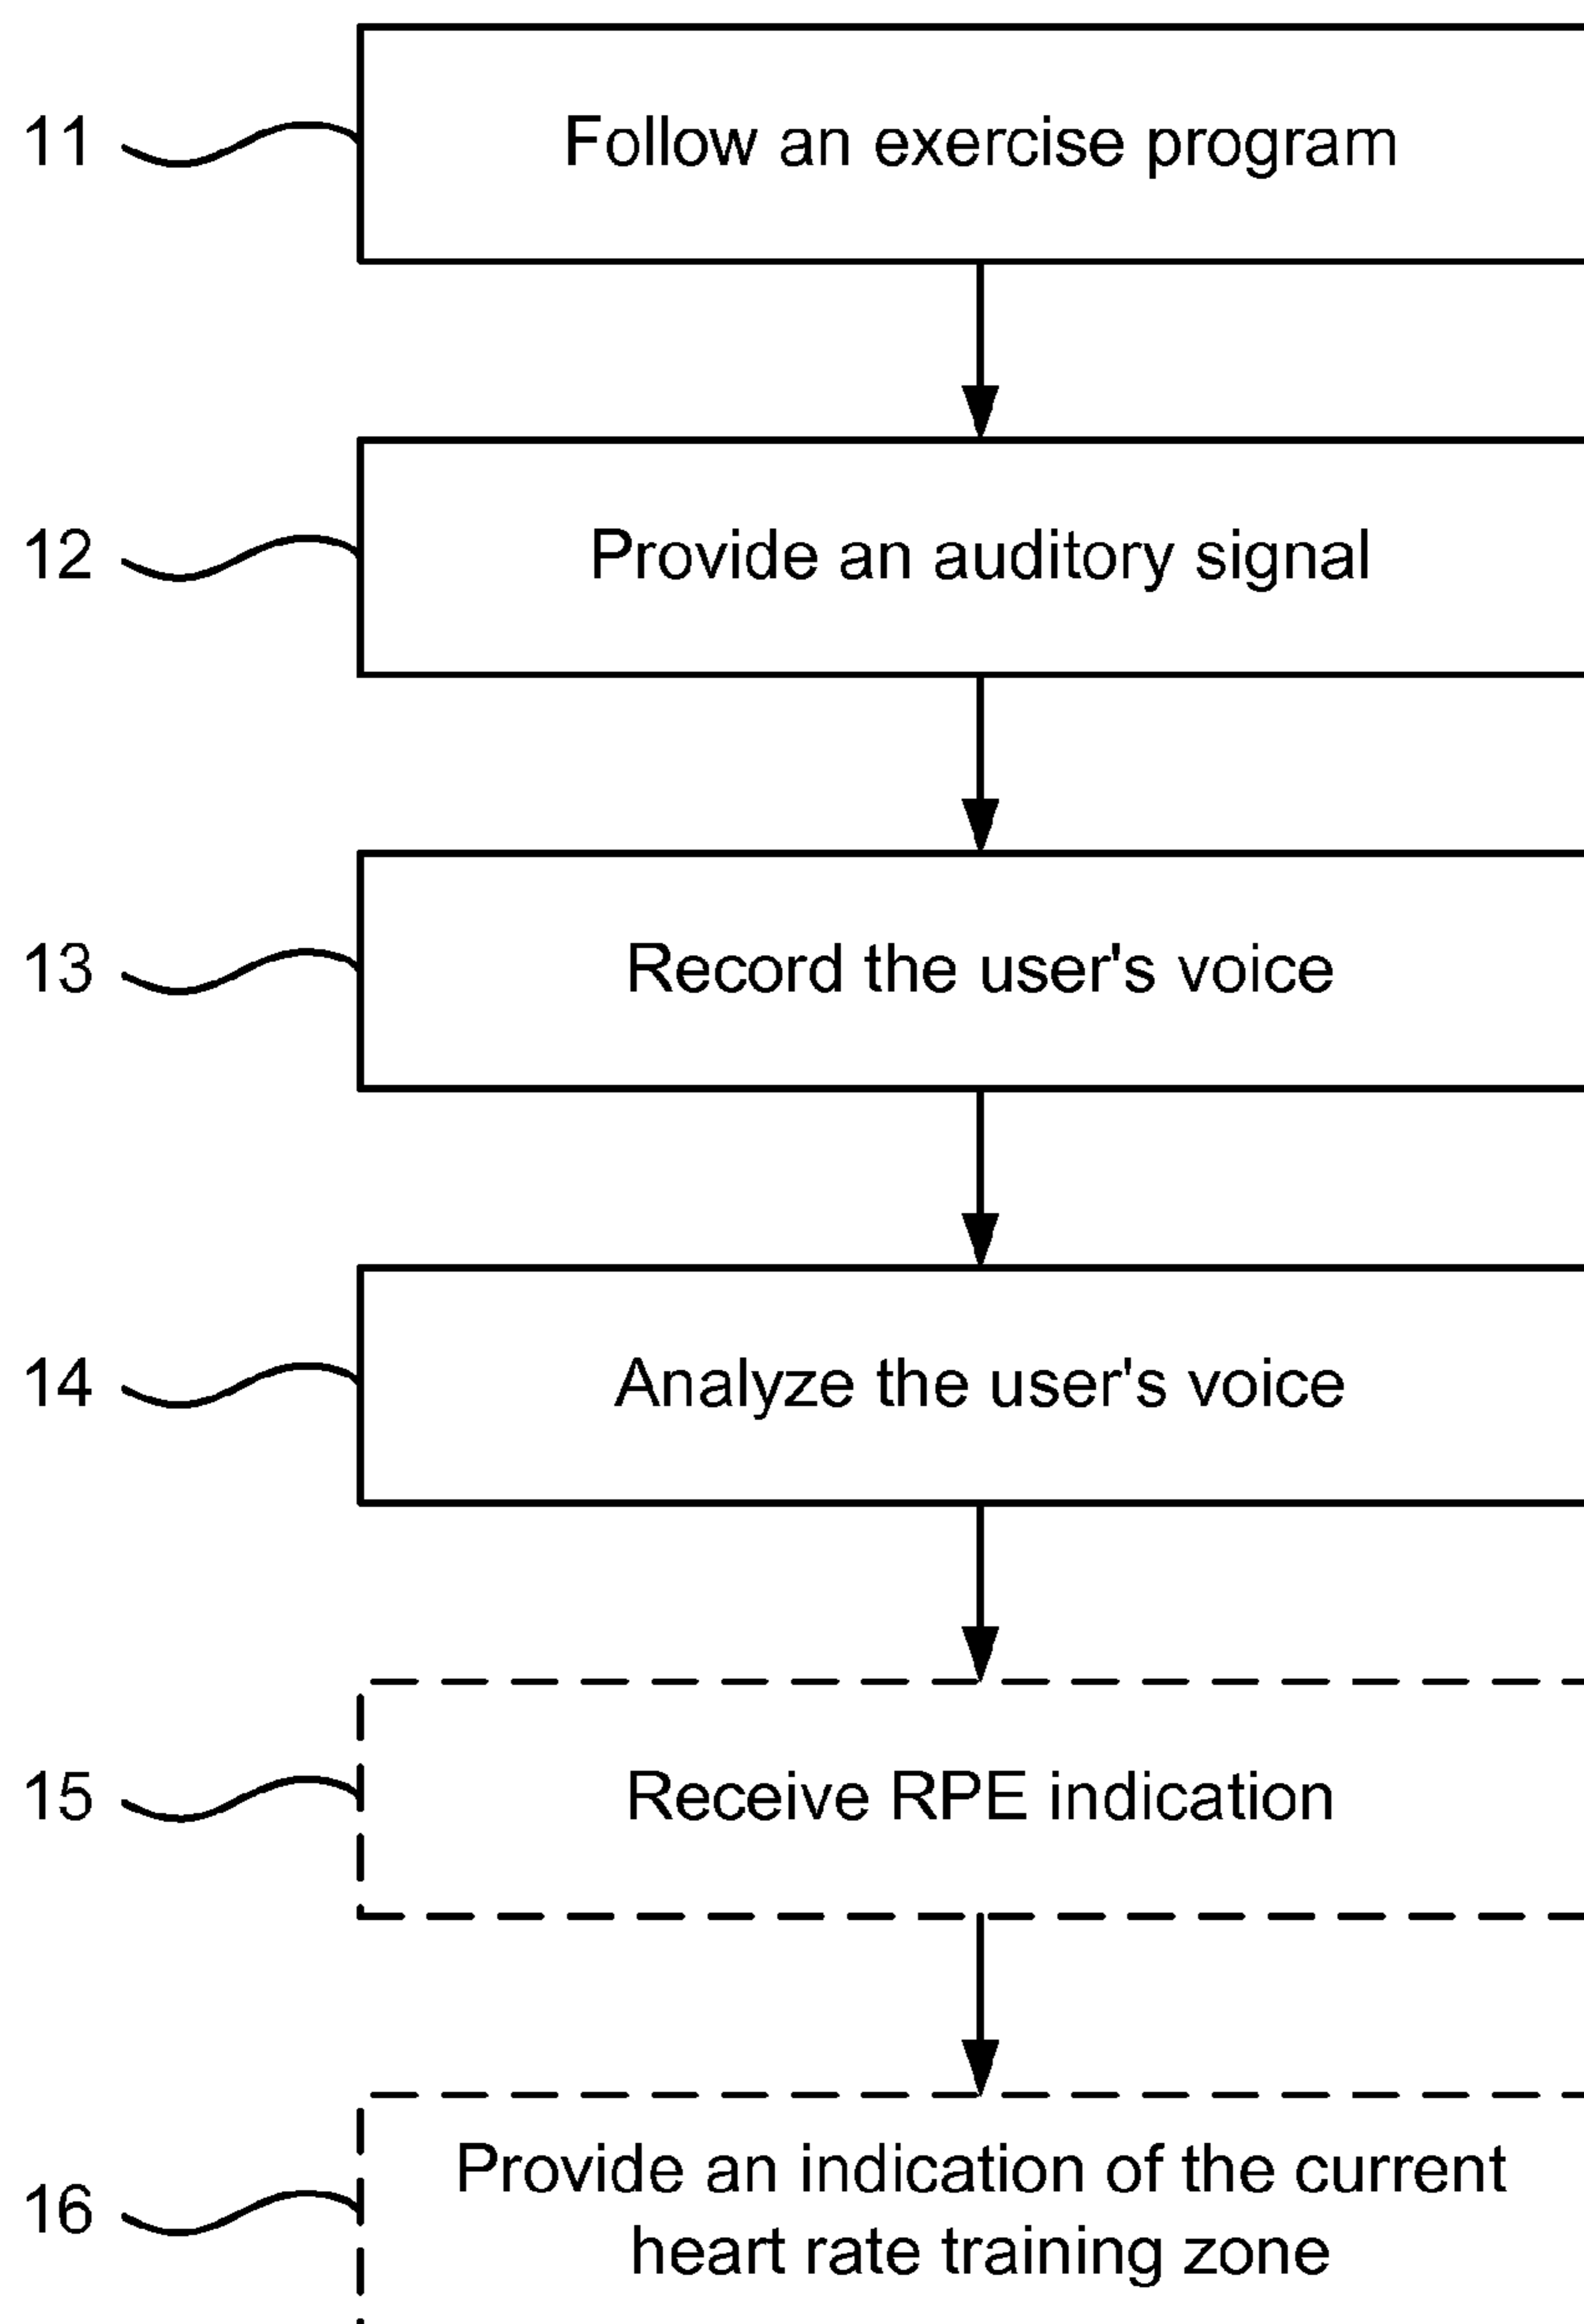 11 Follow an exercise program
12 Provide an auditory signal
13 Record the user's voice
14 Analyze the user's voice
15 Receive RPE indication
16 Provide an indication of the current
heart rate training zone